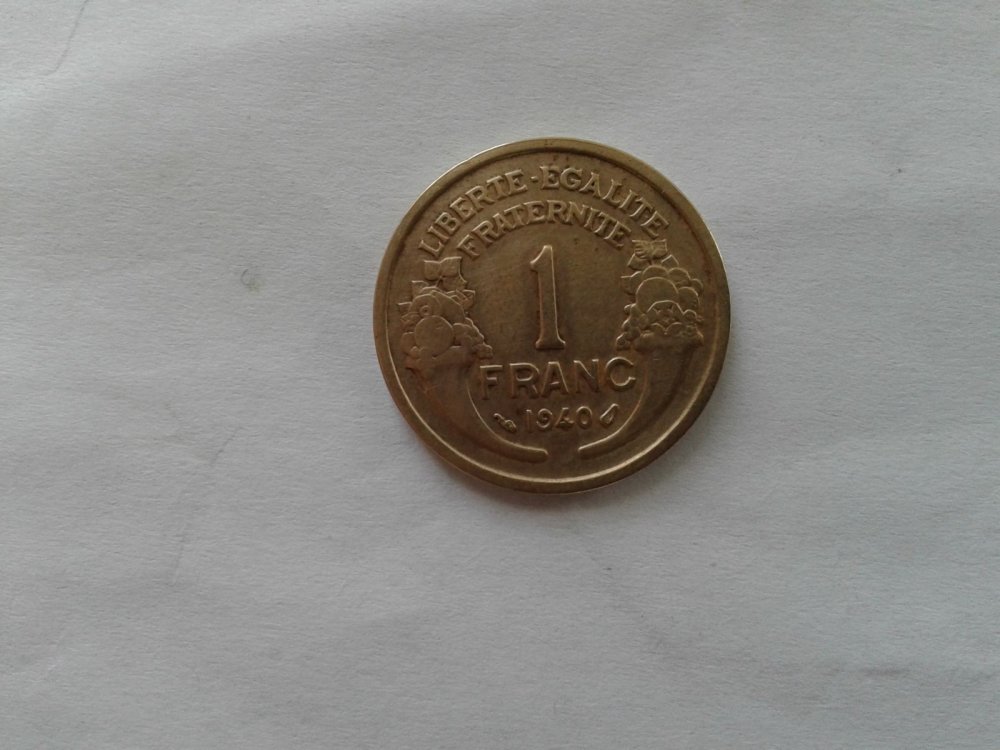 LIBERTE·EGALITE
FRATERNITE
1
FRANC
1940